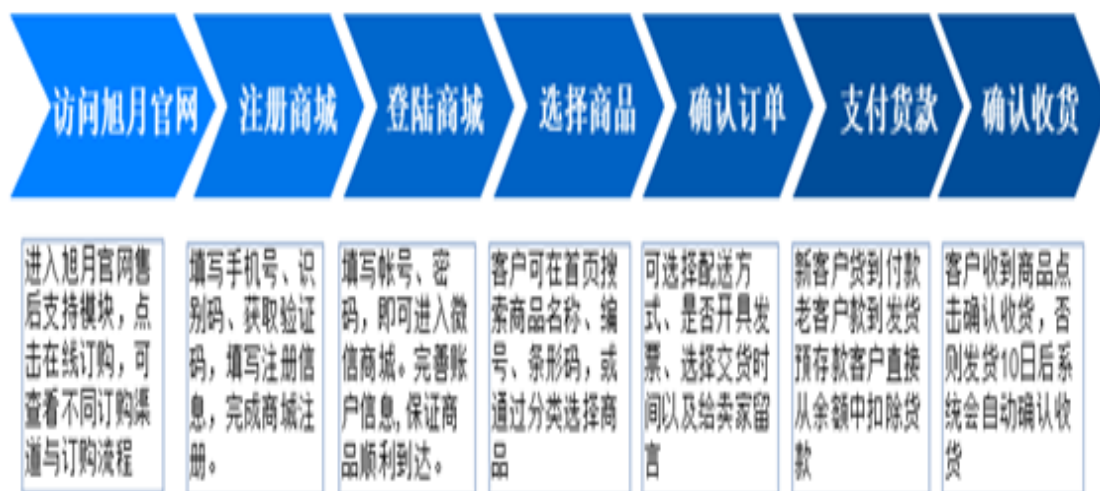 访问旭月官网
注册商城
登陆商城
选择商品
确认订单
支付货款
确认收货
进入旭月官网售
后支持模块，点
击在线订购，可
查看不同订购渠
道与订购流程
填写手机号、识
别码、获取验证
码，填写注册信
息，完成商城注
册。
填写帐号、密
码，即可进入微
信商城。完善账
户信息,保证商
品顺利到达。
客户可在首页搜
索商品名称、编
号、条形码，或
通过分类选择商
品
可选择配送方
式、是否开具发
票、选择交货时
间以及给卖家留
言
新客户货到付款
老客户款到发货
预存款客户直接
从余额中扣除货
款
客户收到商品点
击确认收货，否
则发货10日后系
统会自动确认收
货